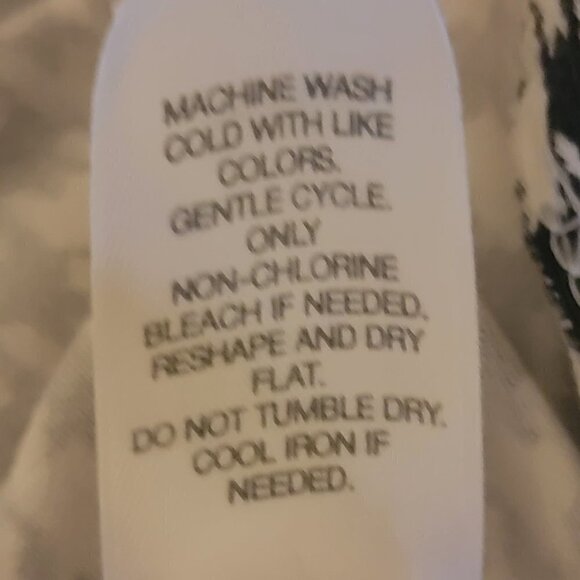 MACHINE WASH
COLD WITH LIKE
COLORS.
GENTLE CYCLE.
ONLY
NON-CHLORINE
BLEACH IF NEEDED.
RESHAPE AND DRY
FLAT.
DO NOT TUMBLE DRY.
COOL IRON IF
NEEDED.